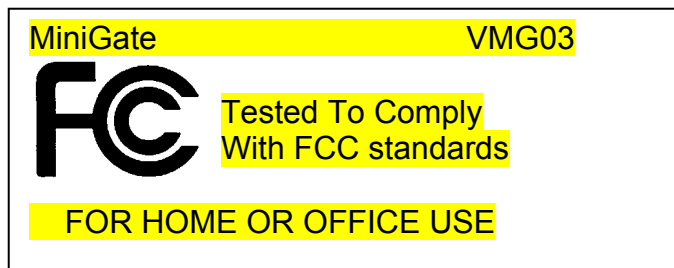 MiniGate VMG03
FC
Tested To Comply
With FCC standards
FOR HOME OR OFFICE USE